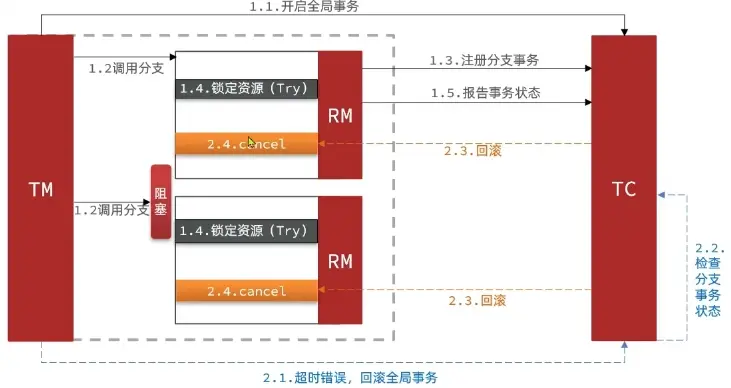 1.1.开启全局事务
1.2调用分支
1.3.注册分支事务
1.4.锁定资源（Try）
1.5.报告事务状态
RM
2.4.cancel
2.3.回滚
TM
阻塞
TC
1.2调用分支
1.4.锁定资源（Try）
RM
2.4.cancel
2.3.回滚
2.2.
检查
分支
事务
状态
2.1.超时错误，回滚全局事务